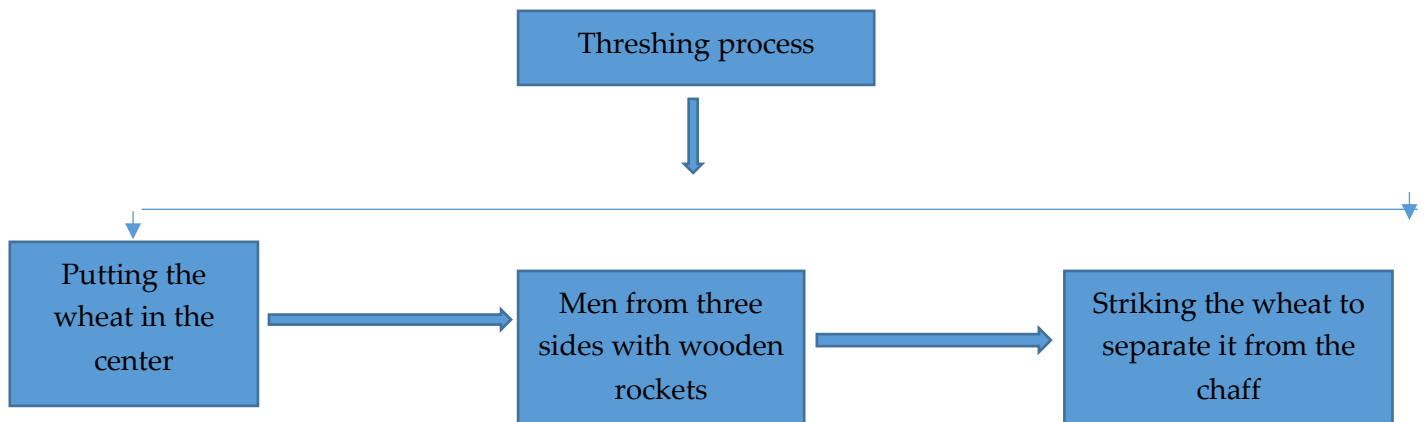 Threshing process
Putting the
wheat in the
center
Men from three
sides with wooden
rockets
Striking the wheat to
separate it from the
chaff